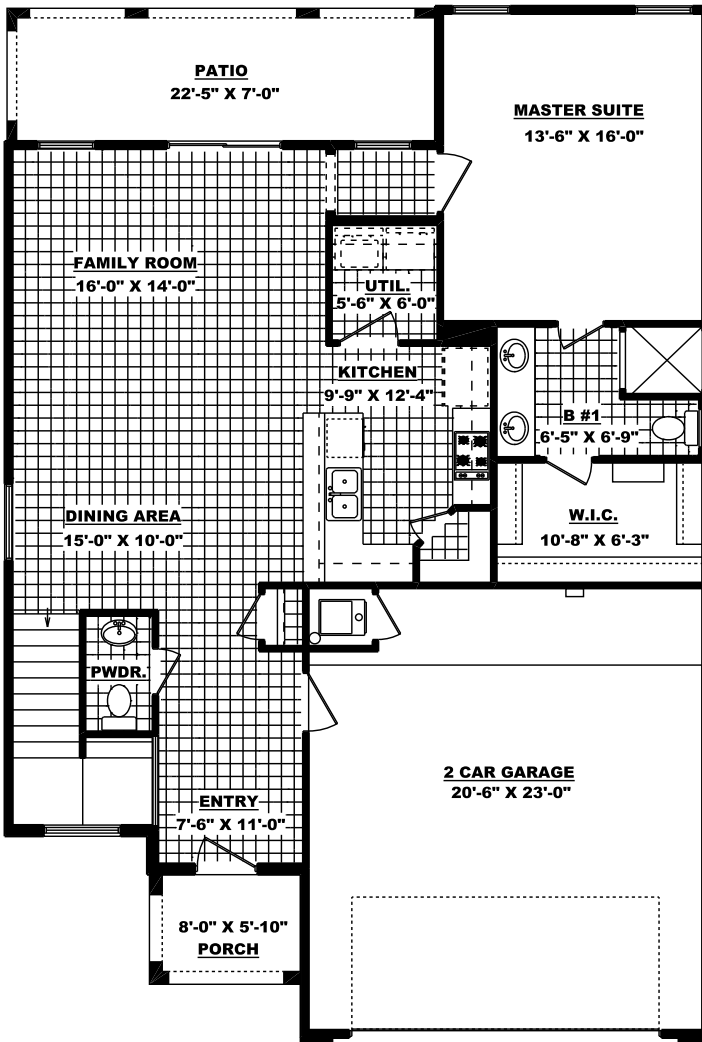 PATIO
22'-5" X 7'-0"
MASTER SUITE
13'-6" X 16'-0"
FAMILY ROOM
16'-0" X 14'-0"
UTIL.
5'-6" X 6'-0"
KITCHEN
9'-9" X 12'-4"
B #1
6'-5" X 6'-9"
DINING AREA
15'-0" X 10'-0"
W.I.C.
10'-8" X 6'-3"
PWDR.
2 CAR GARAGE
20'-6" X 23'-0"
ENTRY
7'-6" X 11'-0"
8'-0" X 5'-10"
PORCH